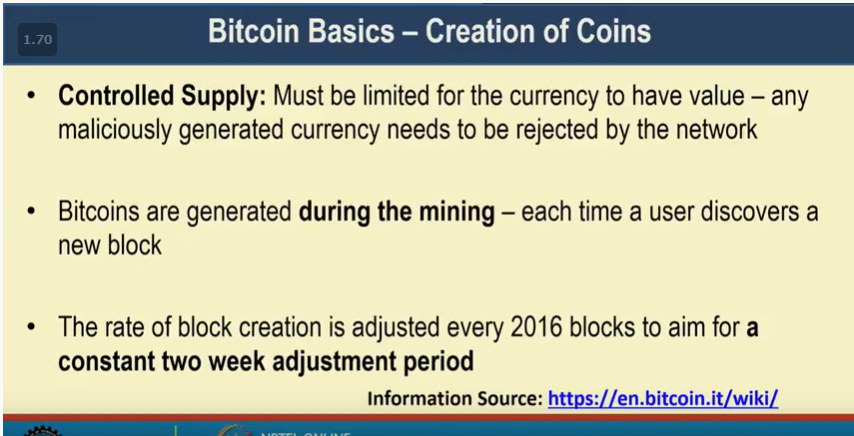 1.70
Bitcoin Basics – Creation of Coins
• Controlled Supply: Must be limited for the currency to have value – any
maliciously generated currency needs to be rejected by the network
• Bitcoins are generated during the mining – each time a user discovers a
new block
• The rate of block creation is adjusted every 2016 blocks to aim for a
constant two week adjustment period
Information Source: https://en.bitcoin.it/wiki/
NPTEL ONLINE